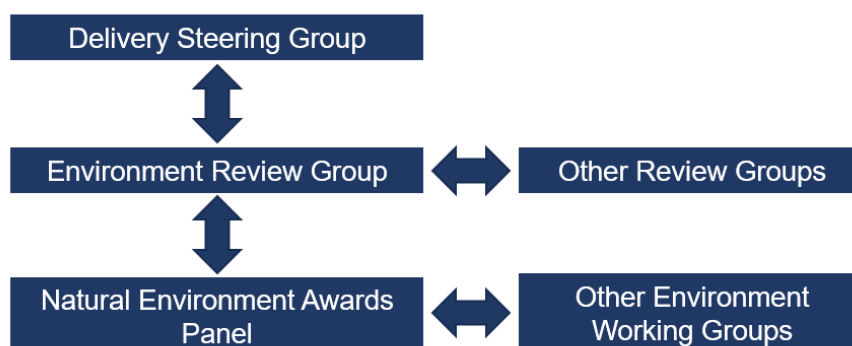 Delivery Steering Group
Environment Review Group
Other Review Groups
Natural Environment Awards
Panel
Other Environment
Working Groups